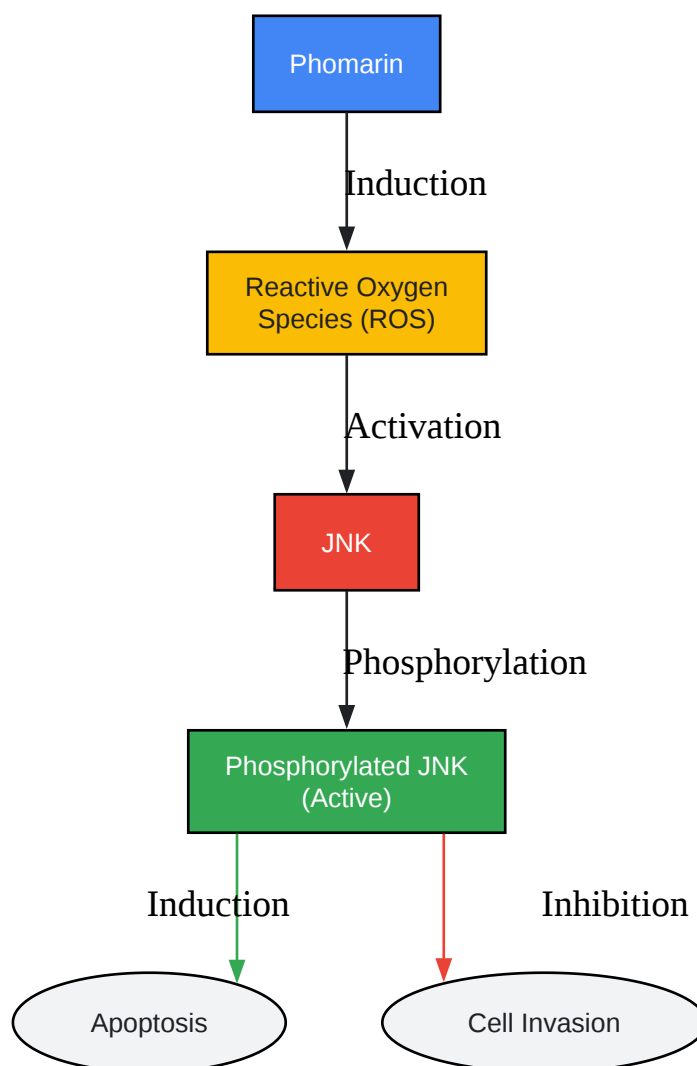 Phomarin
Induction
Reactive Oxygen
Species (ROS)
Activation
JNK
Phosphorylation
Phosphorylated JNK
(Active)
Induction
Inhibition
Apoptosis
Cell Invasion